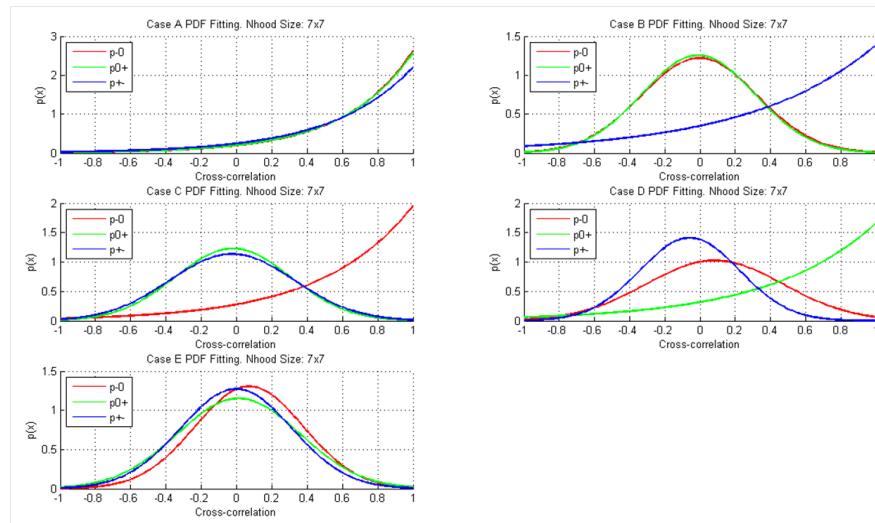 Case A PDF Fitting. Nhood Size: 7x7
3
2
1
0
p(x)
p-0
p0+
p+-
-1 -0.8 -0.6 -0.4 -0.2 0 0.2 0.4 0.6 0.8 1
Cross-correlation
Case B PDF Fitting. Nhood Size: 7x7
1.5
1
0.5
0
p(x)
p-0
p0+
p+-
-1 -0.8 -0.6 -0.4 -0.2 0 0.2 0.4 0.6 0.8 1
Cross-correlation
Case C PDF Fitting. Nhood Size: 7x7
2
1.5
1
0.5
0
p(x)
p-0
p0+
p+-
-1 -0.8 -0.6 -0.4 -0.2 0 0.2 0.4 0.6 0.8 1
Cross-correlation
Case D PDF Fitting. Nhood Size: 7x7
2
1.5
1
0.5
0
p(x)
p-0
p0+
p+-
-1 -0.8 -0.6 -0.4 -0.2 0 0.2 0.4 0.6 0.8 1
Cross-correlation
Case E PDF Fitting. Nhood Size: 7x7
1.5
1
0.5
0
p(x)
p-0
p0+
p+-
-1 -0.8 -0.6 -0.4 -0.2 0 0.2 0.4 0.6 0.8 1
Cross-correlation